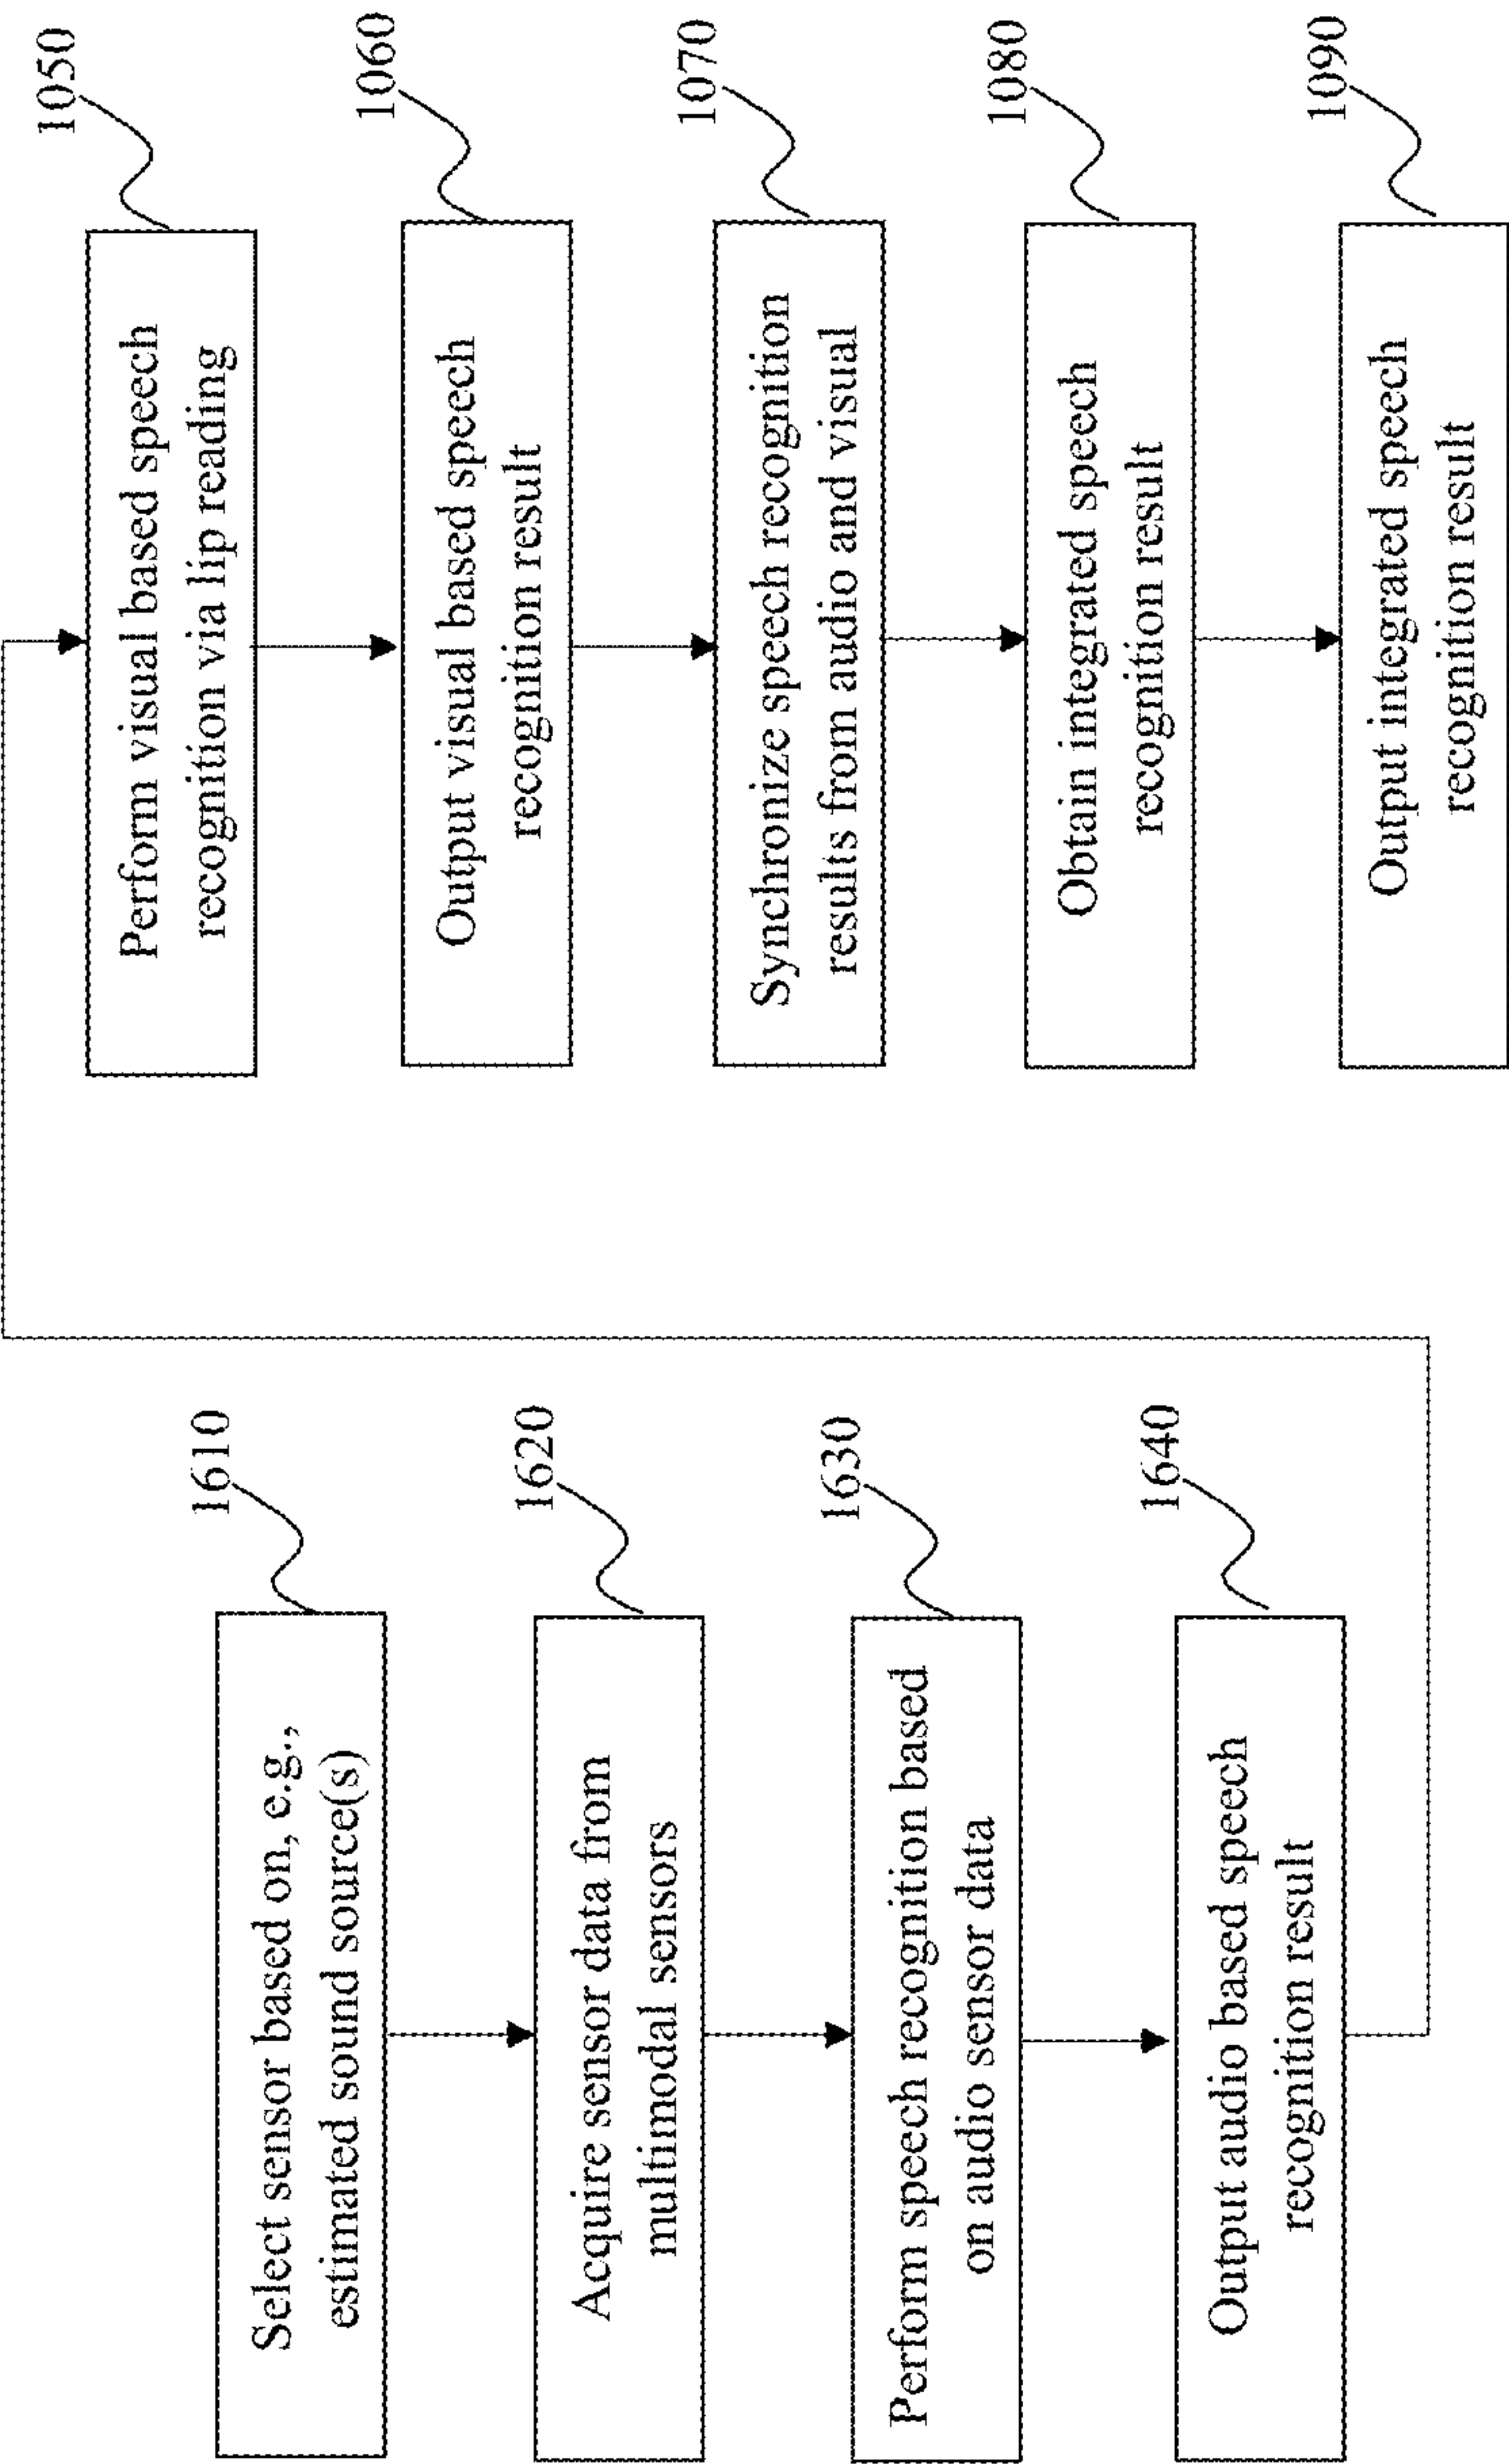 1610
Select sensor based on, e.g.,
estimated sound source(s)
1620
Acquire sensor data from
multimodal sensors
1630
Perform speech recognition based
on audio sensor data
1640
Output audio based speech
recognition result
1050
Perform visual based speech
recognition via lip reading
1060
Output visual based speech
recognition result
1070
Synchronize speech recognition
results from audio and visual
1080
Obtain integrated speech
recognition result
1090
Output integrated speech
recognition result